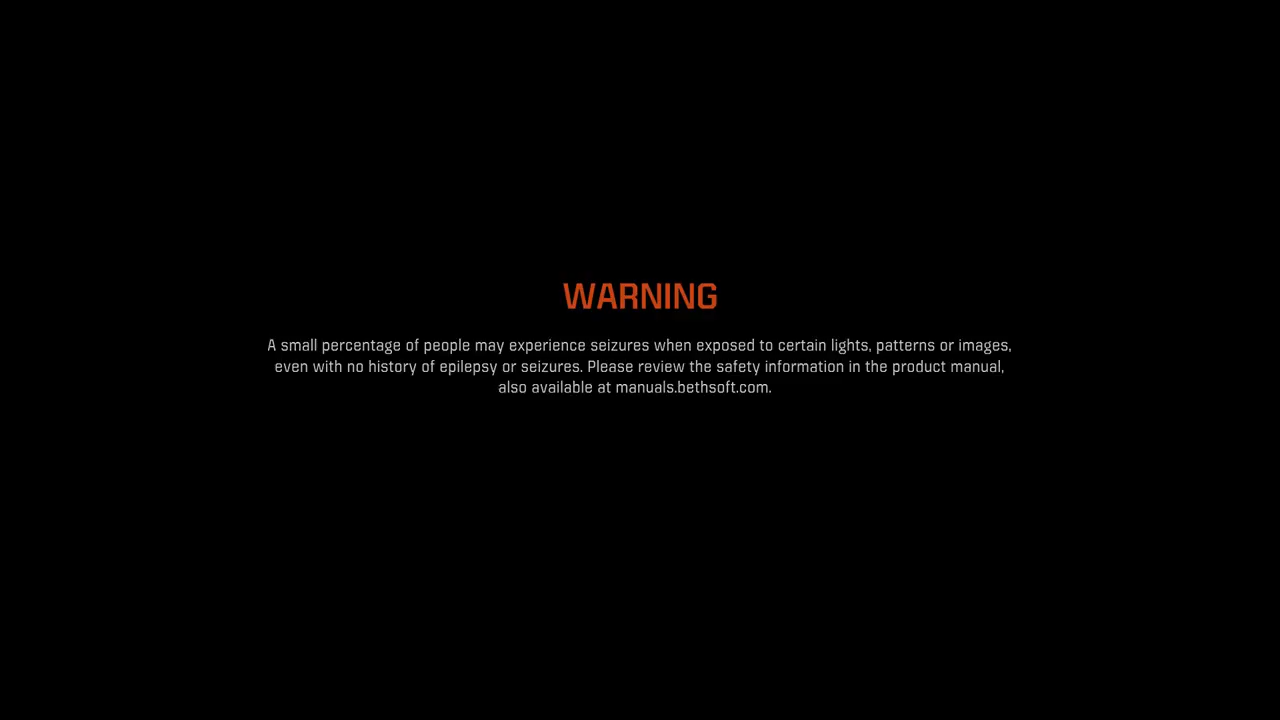 WARNING
A small percentage of people may experience seizures when exposed to certain lights, patterns or images,
even with no history of epilepsy or seizures. Please review the safety information in the product manual,
also available at manuals.bethsoft.com.